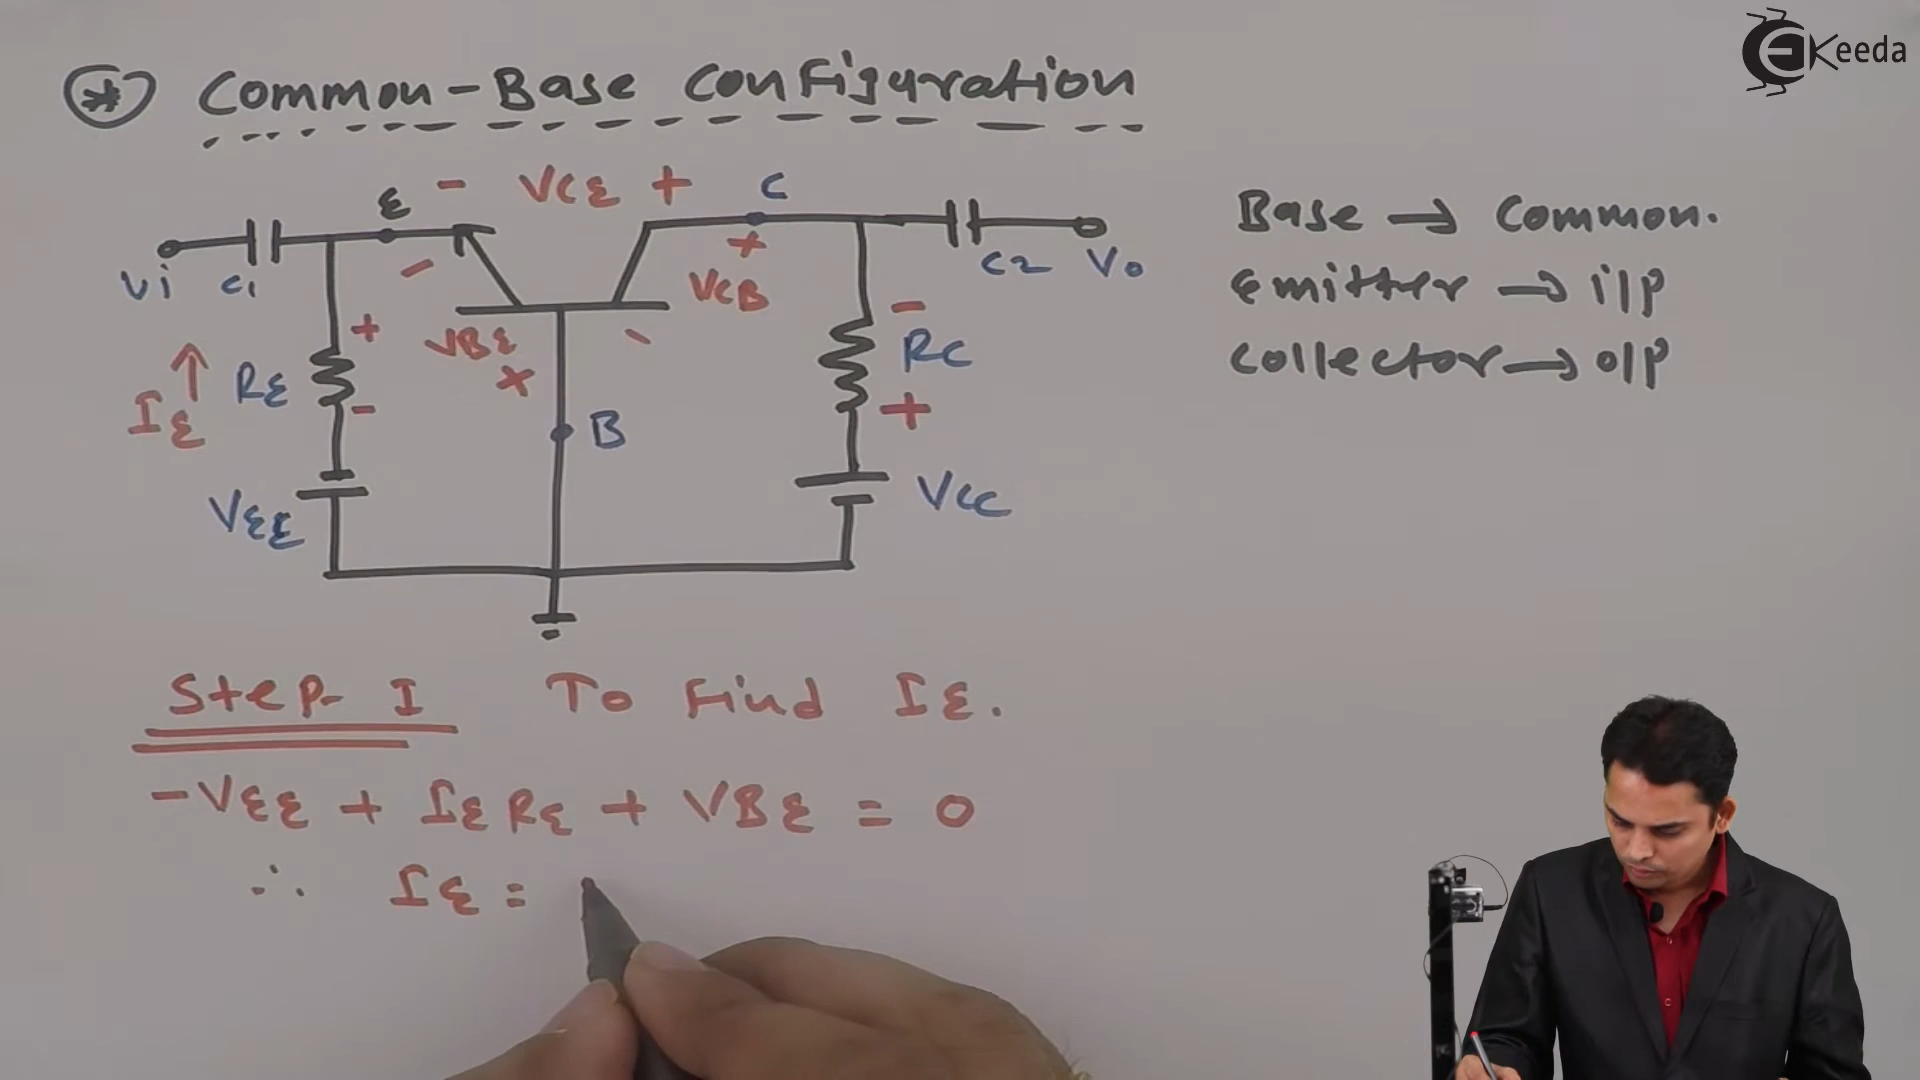 * Common-Base Configuration
EKeeda
E - VCE + C
Vi C1 - + VCB C2 Vo
+ VBE + - -
IE ↑ RE - RC +
B
VEE VCC
Base → Common.
Emitter → i/p
Collector → o/p
Step-I To Find IE.
-VEE + IERE + VBE = 0
∴ IE =